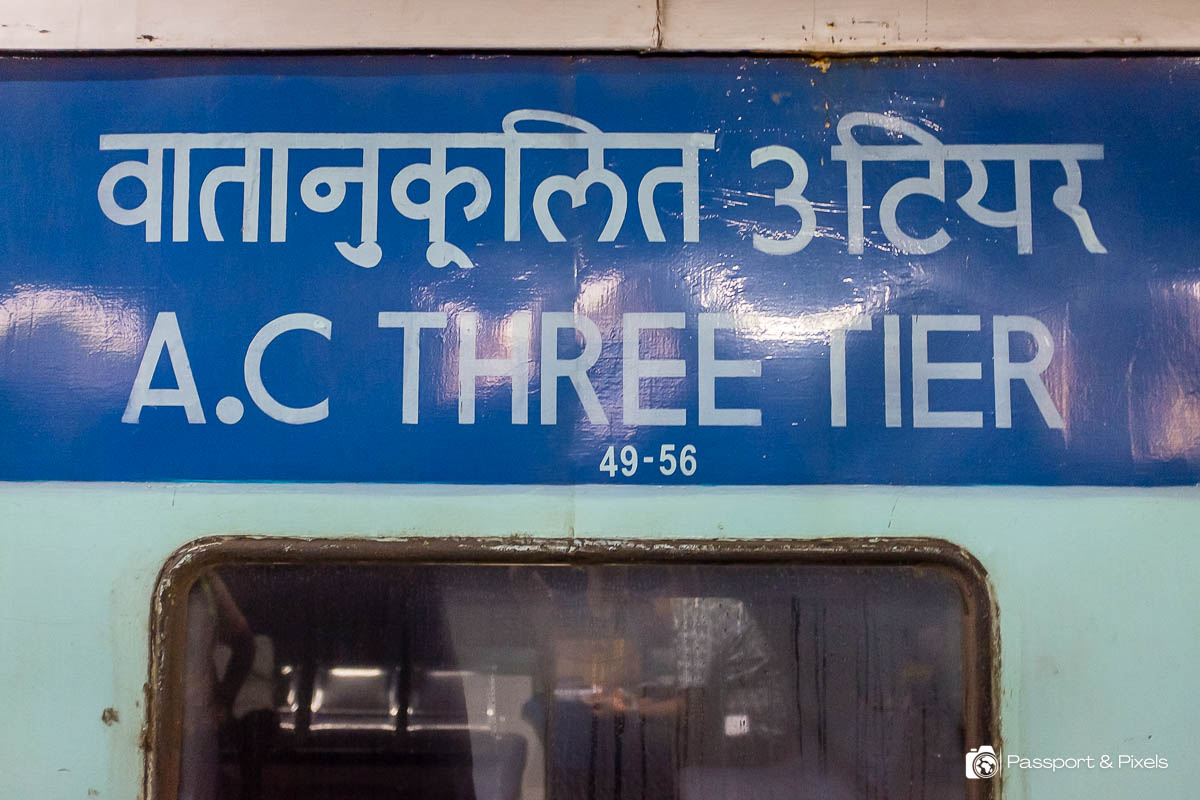 वातानुकूलित 3 टियर
A.C THREE TIER
49-56
Passport & Pixels